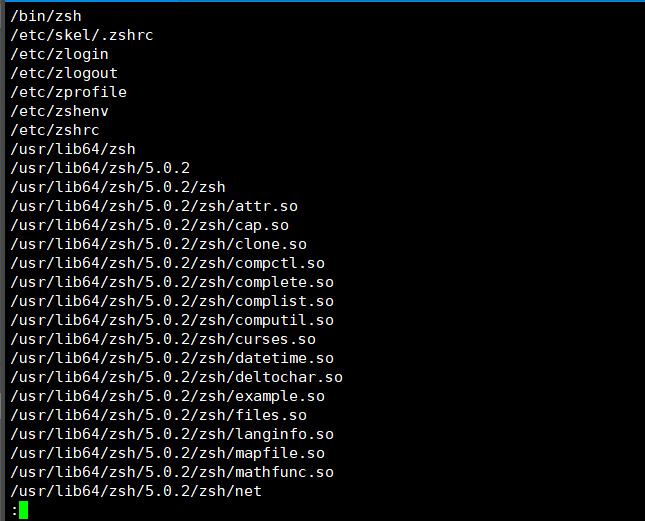 /bin/zsh
/etc/skel/.zshrc
/etc/zlogin
/etc/zlogout
/etc/zprofile
/etc/zshenv
/etc/zshrc
/usr/lib64/zsh
/usr/lib64/zsh/5.0.2
/usr/lib64/zsh/5.0.2/zsh
/usr/lib64/zsh/5.0.2/zsh/attr.so
/usr/lib64/zsh/5.0.2/zsh/cap.so
/usr/lib64/zsh/5.0.2/zsh/clone.so
/usr/lib64/zsh/5.0.2/zsh/compctl.so
/usr/lib64/zsh/5.0.2/zsh/complete.so
/usr/lib64/zsh/5.0.2/zsh/complist.so
/usr/lib64/zsh/5.0.2/zsh/computil.so
/usr/lib64/zsh/5.0.2/zsh/curses.so
/usr/lib64/zsh/5.0.2/zsh/datetime.so
/usr/lib64/zsh/5.0.2/zsh/deltochar.so
/usr/lib64/zsh/5.0.2/zsh/example.so
/usr/lib64/zsh/5.0.2/zsh/files.so
/usr/lib64/zsh/5.0.2/zsh/langinfo.so
/usr/lib64/zsh/5.0.2/zsh/mapfile.so
/usr/lib64/zsh/5.0.2/zsh/mathfunc.so
/usr/lib64/zsh/5.0.2/zsh/net
: